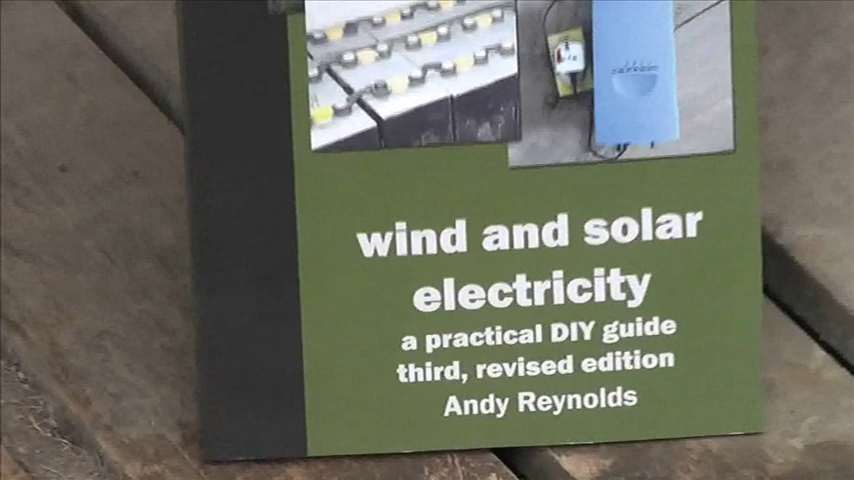 wind and solar
electricity
a practical DIY guide
third, revised edition
Andy Reynolds